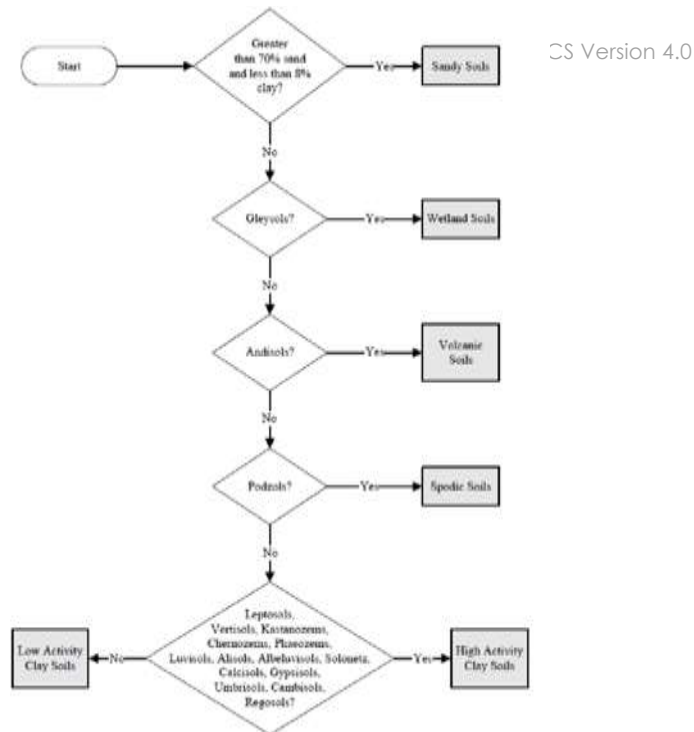 CS Version 4.0
Start
Greater
than 70% sand
and less than 8%
clay?
Yes
Sandy Soils
No
Gleysols?
Yes
Wetland Soils
No
Andisols?
Yes
Volcanic
Soils
No
Podzols?
Yes
Spodic Soils
No
Leptosols,
Vertisols, Kastanozems,
Chernozems, Phaeozems,
Luvisols, Alisols, Albeluvisols, Solonetz,
Calcisols, Gypsisols,
Umbrisols, Cambisols,
Regosols?
No
Low Activity
Clay Soils
Yes
High Activity
Clay Soils